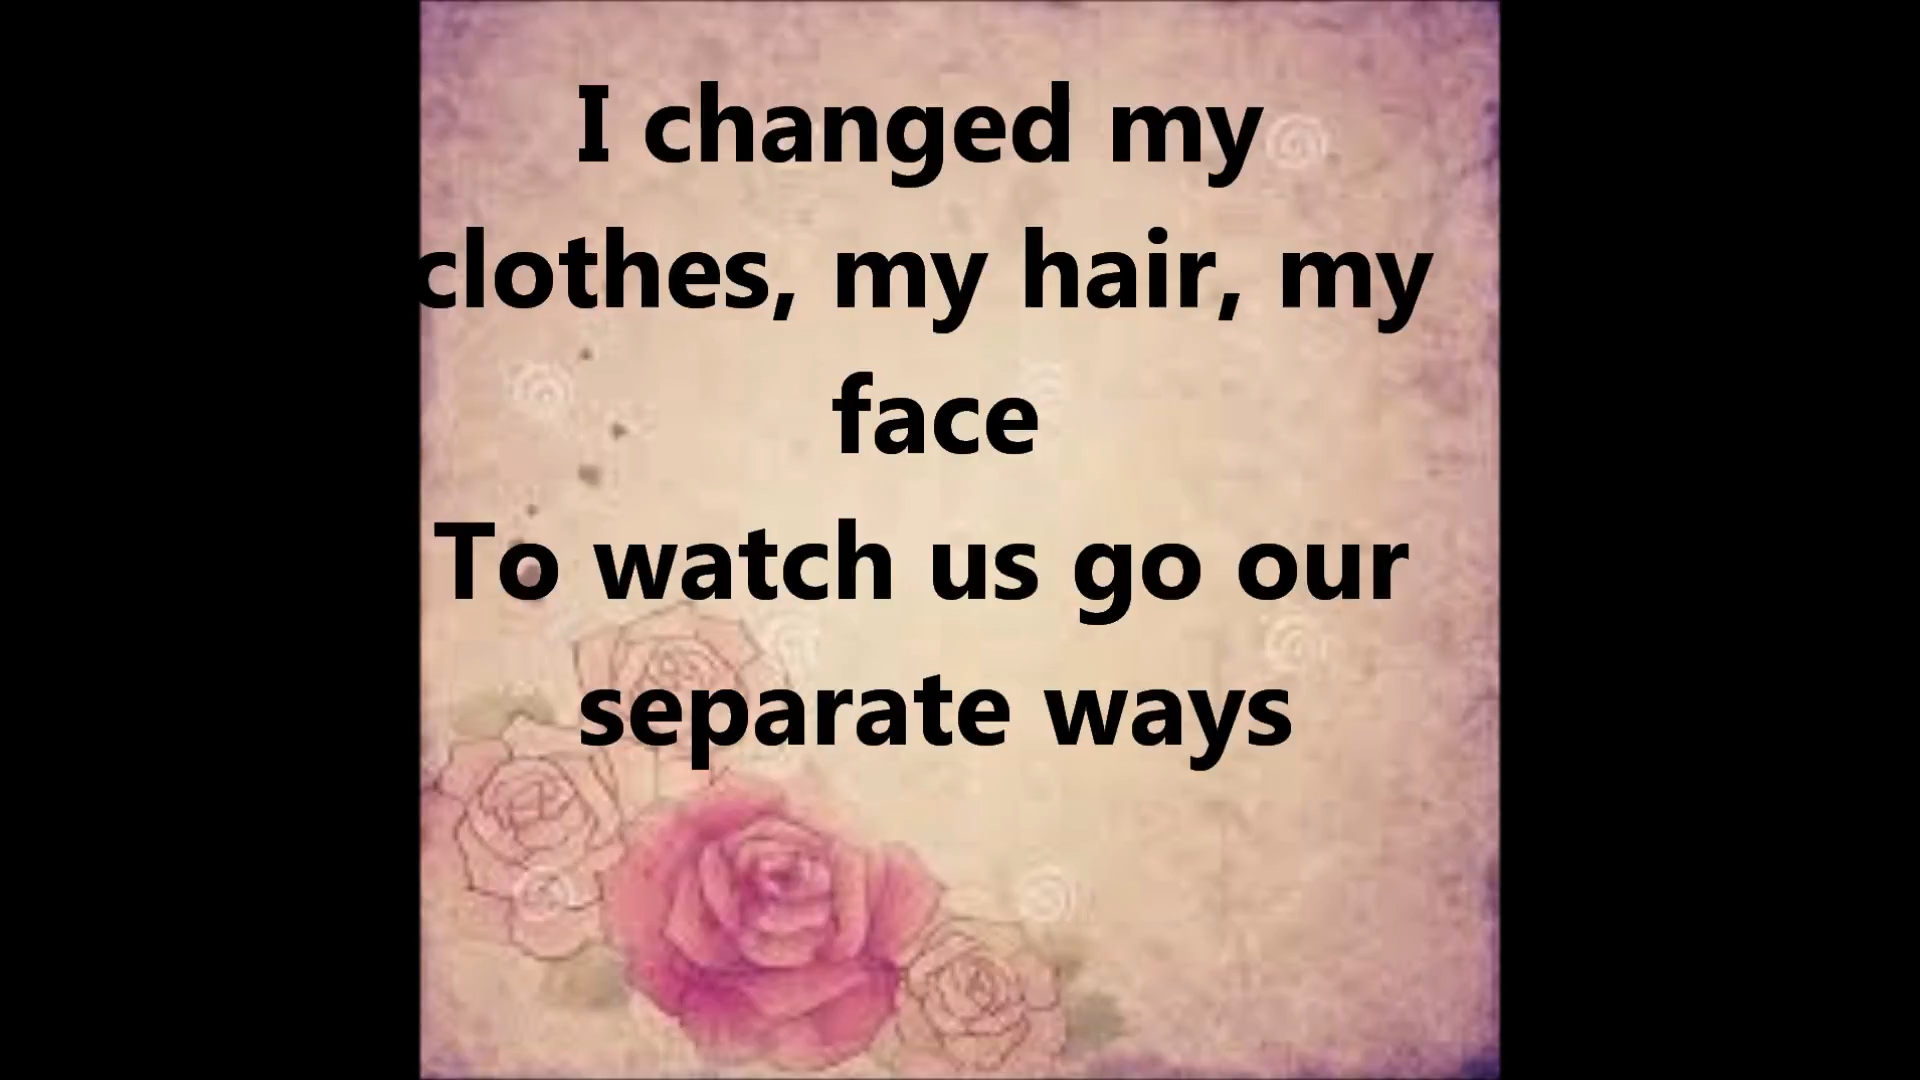 I changed my
clothes, my hair, my
face
To watch us go our
separate ways